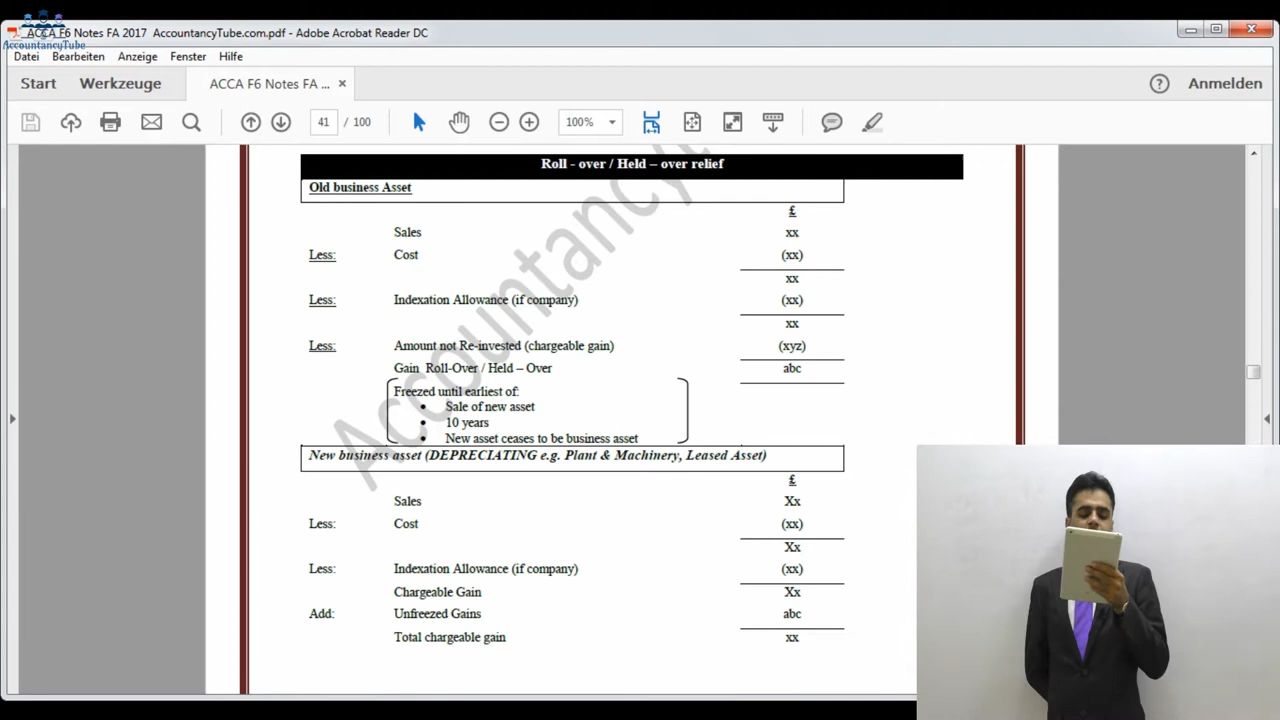 ACCA F6 Notes FA 2017 AccountancyTube.com.pdf - Adobe Acrobat Reader DC
AccountancyTube
Datei Bearbeiten Anzeige Fenster Hilfe
Start Werkzeuge ACCA F6 Notes FA ... × ? Anmelden
41 / 100 100%
Roll - over / Held – over relief
Old business Asset
£
Sales xx
Less: Cost (xx)
xx
Less: Indexation Allowance (if company) (xx)
xx
Less: Amount not Re-invested (chargeable gain) (xyz)
Gain Roll-Over / Held – Over abc
Freezed until earliest of:
• Sale of new asset
• 10 years
• New asset ceases to be business asset
New business asset (DEPRECIATING e.g. Plant & Machinery, Leased Asset)
£
Sales Xx
Less: Cost (xx)
Xx
Less: Indexation Allowance (if company) (xx)
Chargeable Gain Xx
Add: Unfreezed Gains abc
Total chargeable gain xx
Accountancy